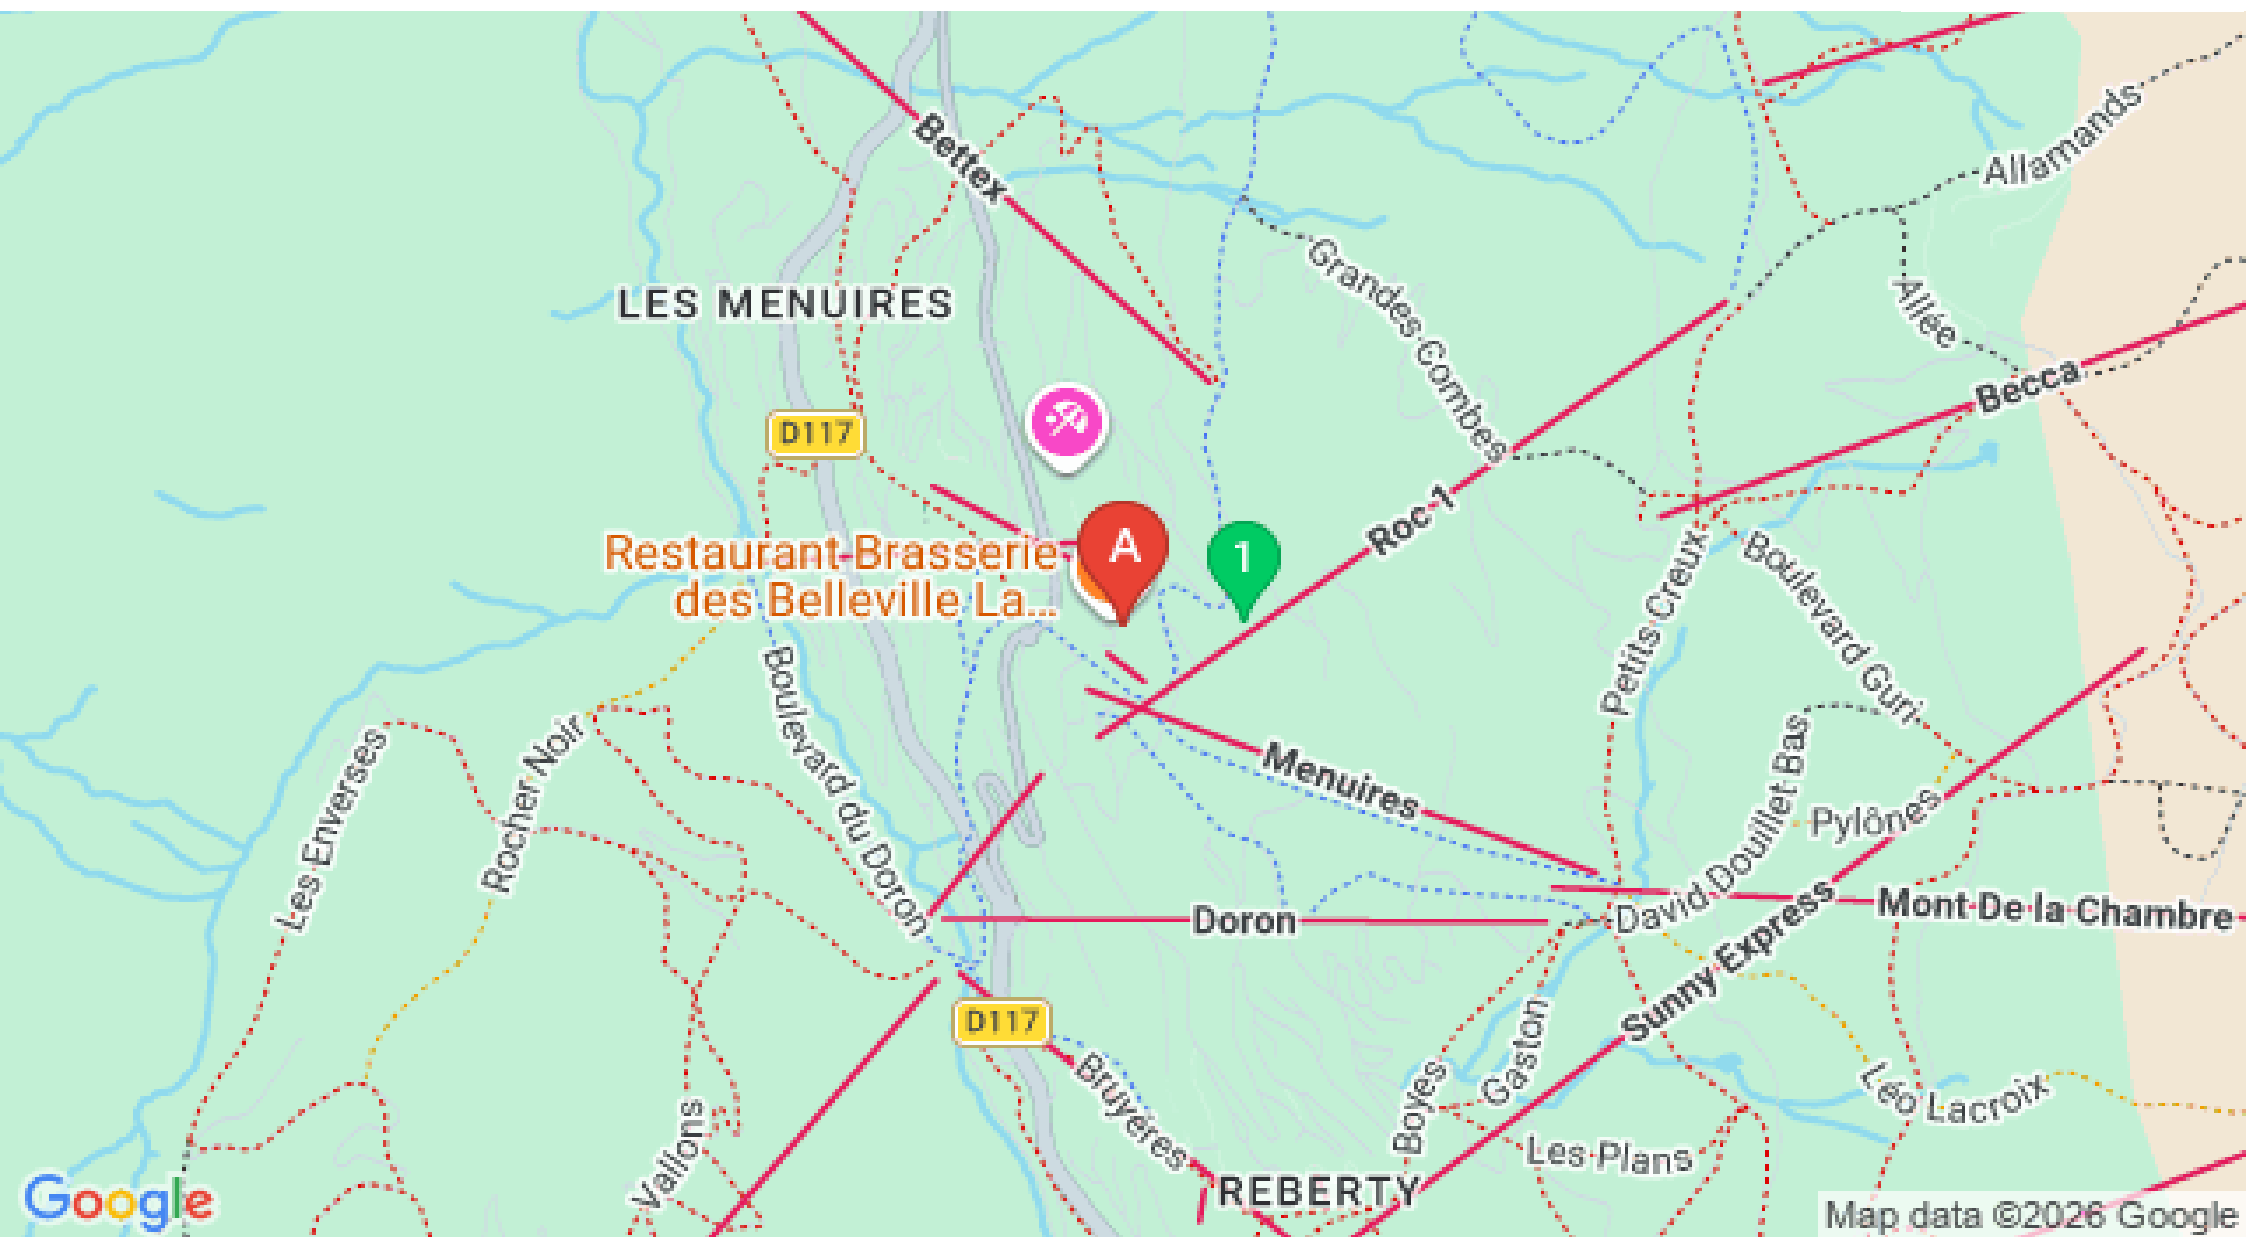 Bettex
Allamands
Grandes Combes
Allée
LES MENUIRES
Becca
D117
Roc 1
A
1
Restaurant Brasserie
des Belleville La...
Petits Creux
Boulevard Guri
Boulevard du Doron
Les Enverses
Rocher Noir
Menuires
David Douillet Bas
Pylônes
Doron
Mont De la Chambre
Sunny Express
D117
Gaston
Boyes
Bruyéres
Léo Lacroix
Les Plans
Vallons
REBERTY
Google
Map data ©2026 Google